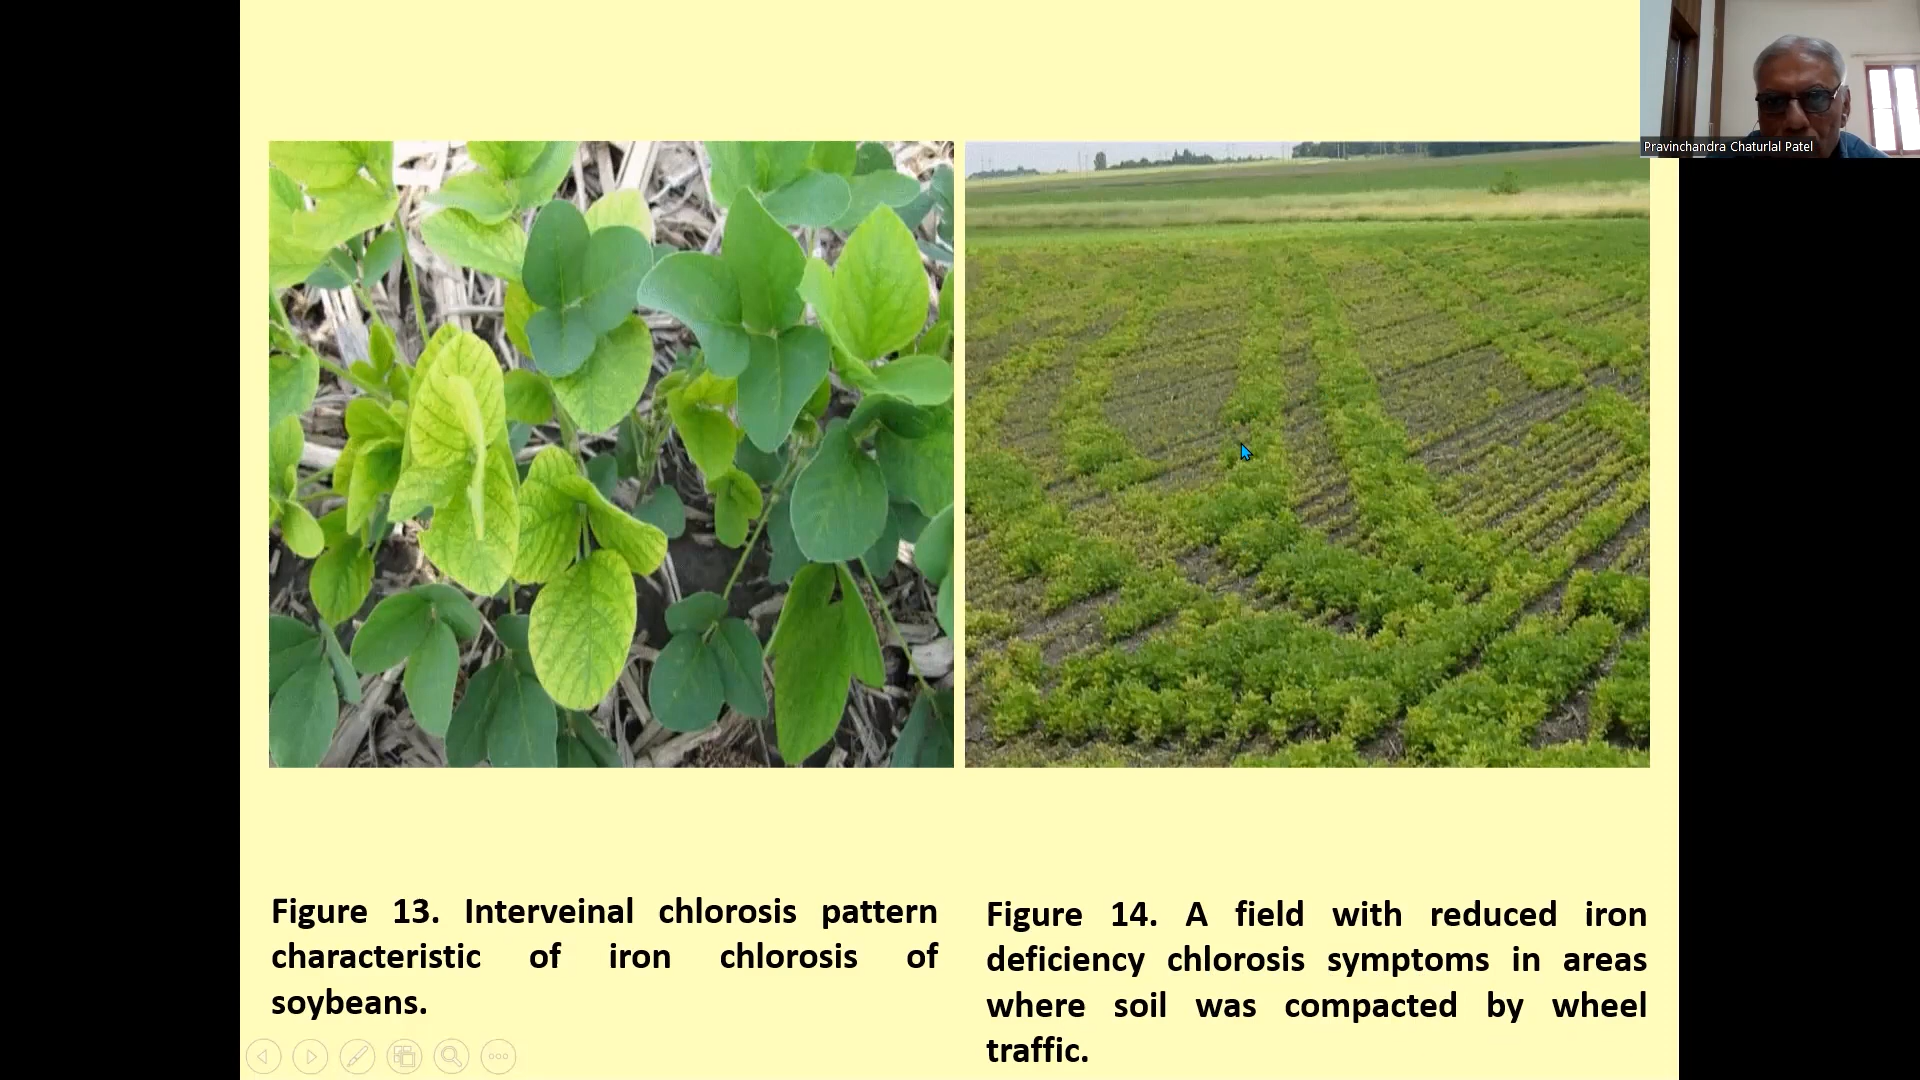 Pravinchandra Chaturlal Patel
Figure 13. Interveinal chlorosis pattern
characteristic of iron chlorosis of
soybeans.
Figure 14. A field with reduced iron
deficiency chlorosis symptoms in areas
where soil was compacted by wheel
traffic.